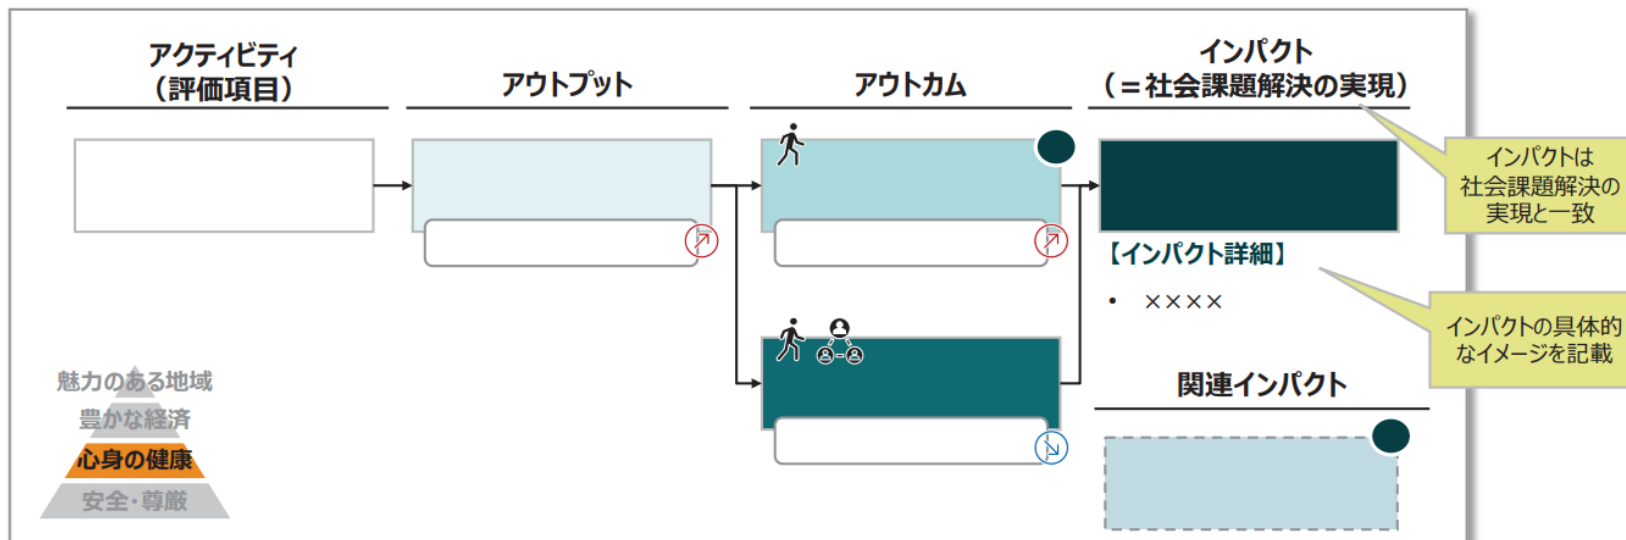 アクティビティ
（評価項目）
アウトプット
アウトカム
インパクト
（＝社会課題解決の実現）
インパクトは
社会課題解決の
実現と一致
【インパクト詳細】
• ××××
インパクトの具体的
なイメージを記載
関連インパクト
魅力のある地域
豊かな経済
心身の健康
安全・尊厳